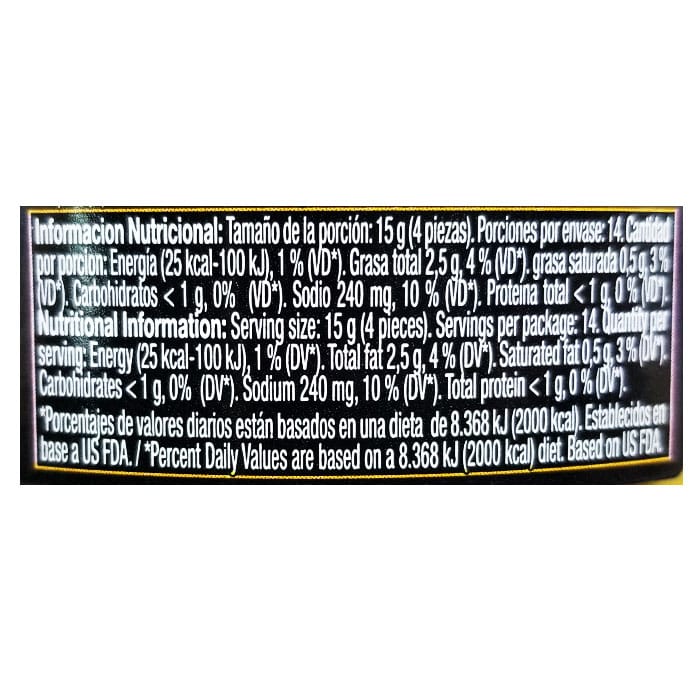 Informacion Nutricional: Tamaño de la porción: 15 g (4 piezas). Porciones por envase: 14. Cantidad
por porcion: Energía (25 kcal-100 kJ), 1 % (VD*). Grasa total 2,5 g, 4 % (VD*), grasa saturada 0,5 g, 3 %
(VD*). Carbohidratos < 1 g, 0% (VD*). Sodio 240 mg, 10 % (VD*). Proteina total < 1 g, 0 % (VD*).
Nutritional Information: Serving size: 15 g (4 pieces). Servings per package: 14. Quantity per
serving: Energy (25 kcal-100 kJ), 1 % (DV*). Total fat 2,5 g, 4 % (DV*). Saturated fat 0,5 g, 3 % (DV*).
Carbohidrates < 1 g, 0% (DV*). Sodium 240 mg, 10 % (DV*). Total protein < 1 g, 0 % (DV*).
*Porcentajes de valores diarios están basados en una dieta de 8.368 kJ (2000 kcal). Establecidos en
base a US FDA. / *Percent Daily Values are based on a 8.368 kJ (2000 kcal) diet. Based on US FDA.